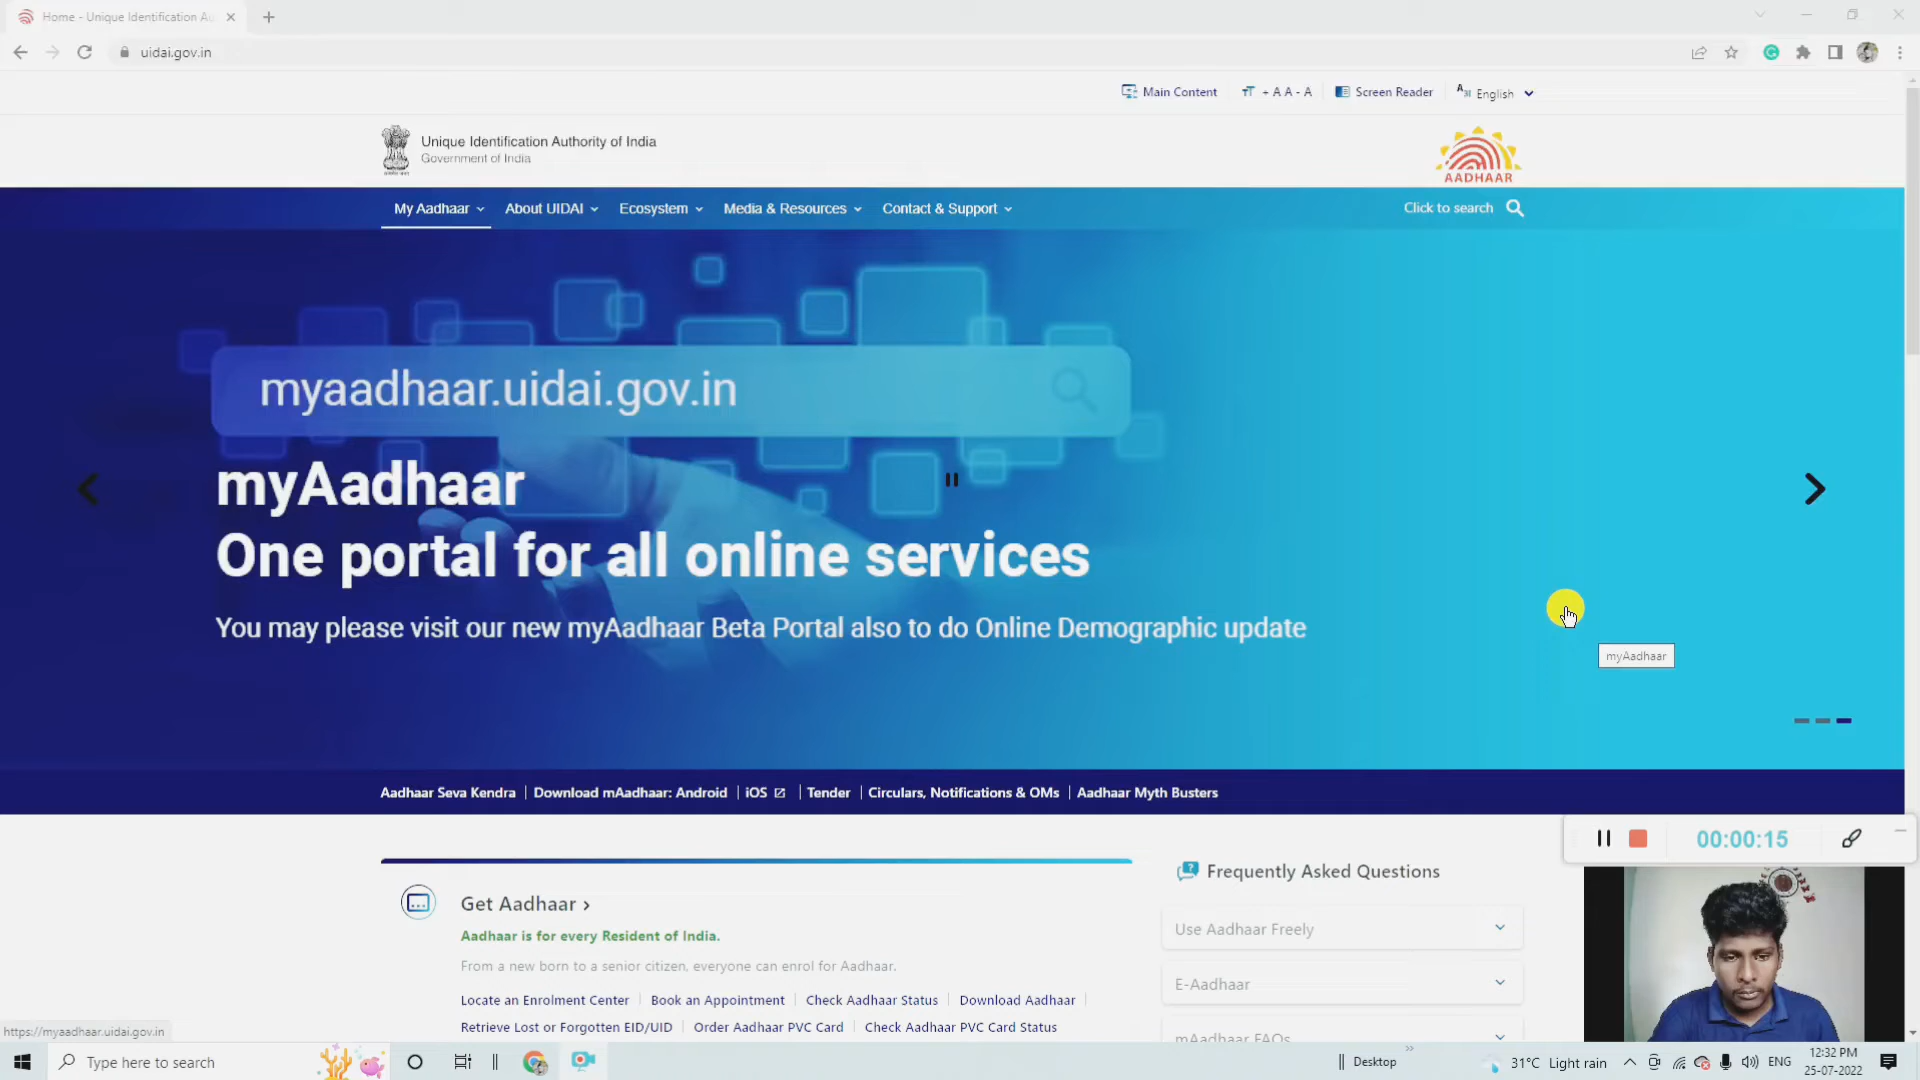 Home - Unique Identification Au
uidai.gov.in
Main Content
+ A A - A
Screen Reader
English
Unique Identification Authority of India
Government of India
AADHAAR
My Aadhaar
About UIDAI
Ecosystem
Media & Resources
Contact & Support
Click to search
myaadhaar.uidai.gov.in
myAadhaar
One portal for all online services
You may please visit our new myAadhaar Beta Portal also to do Online Demographic update
myAadhaar
Aadhaar Seva Kendra | Download mAadhaar: Android | iOS | Tender | Circulars, Notifications & OMs | Aadhaar Myth Busters
00:00:15
Get Aadhaar >
Aadhaar is for every Resident of India.
From a new born to a senior citizen, everyone can enrol for Aadhaar.
Locate an Enrolment Center | Book an Appointment | Check Aadhaar Status | Download Aadhaar
Retrieve Lost or Forgotten EID/UID | Order Aadhaar PVC Card | Check Aadhaar PVC Card Status
Frequently Asked Questions
Use Aadhaar Freely
E-Aadhaar
mAadhaar FAQs
https://myaadhaar.uidai.gov.in
Type here to search
Desktop
31°C Light rain
ENG
12:32 PM
25-07-2022